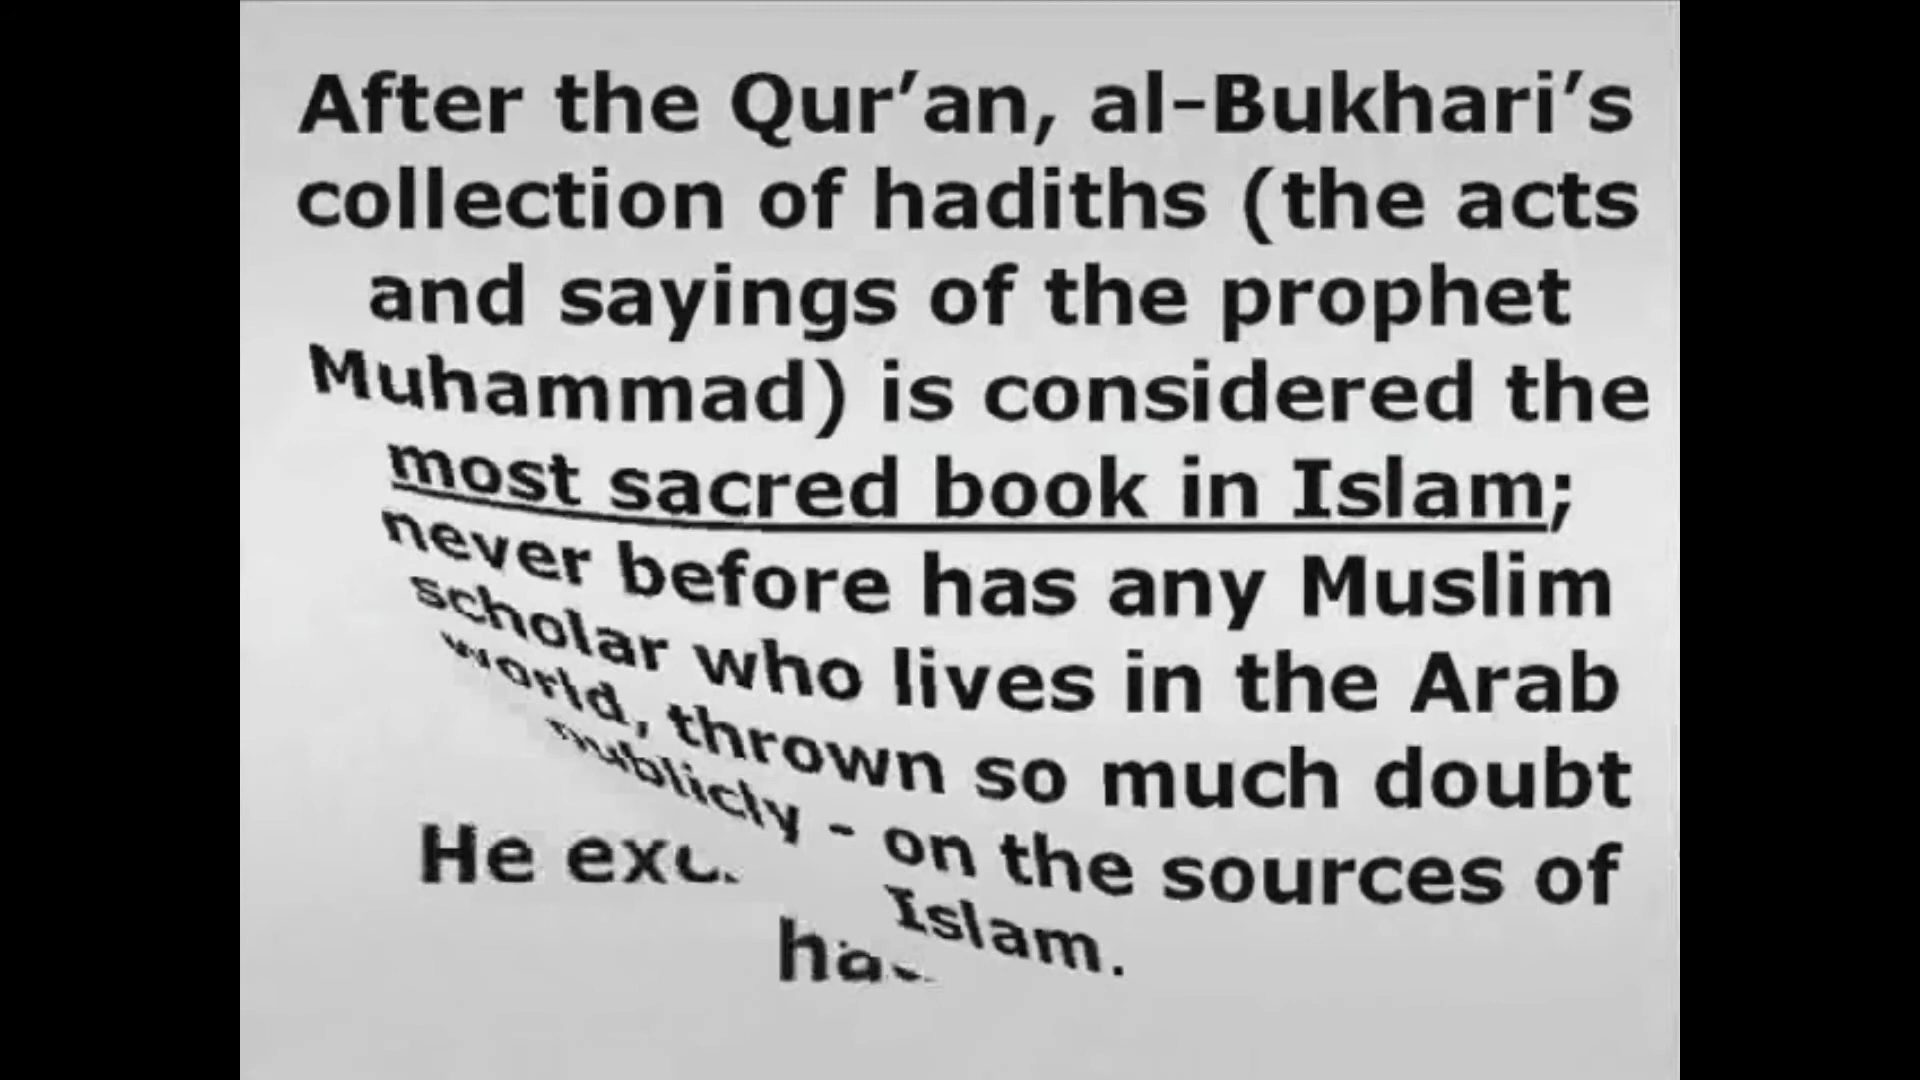 After the Qur’an, al-Bukhari’s
collection of hadiths (the acts
and sayings of the prophet
Muhammad) is considered the
most sacred book in Islam;
never before has any Muslim
scholar who lives in the Arab
world, thrown so much doubt
publicly - on the sources of
Islam.
He